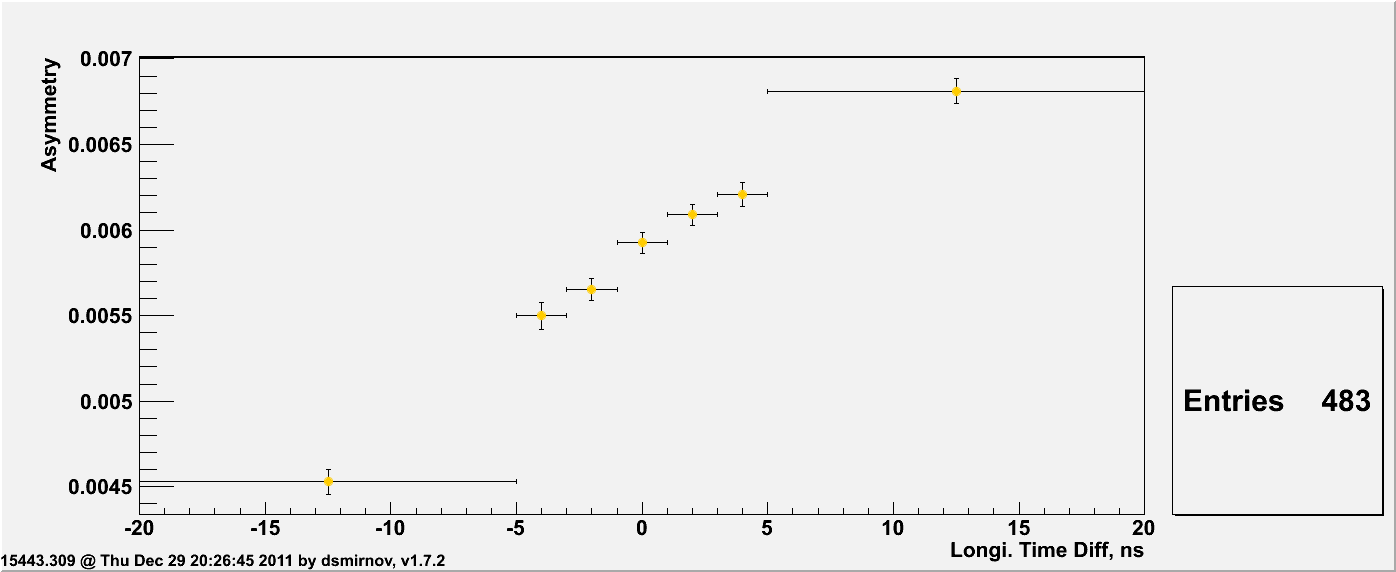 Asymmetry
0.007
0.0065
0.006
0.0055
0.005
0.0045
-20 -15 -10 -5 0 5 10 15 20
Longi. Time Diff, ns
Entries 483
15443.309 @ Thu Dec 29 20:26:45 2011 by dsmirnov, v1.7.2